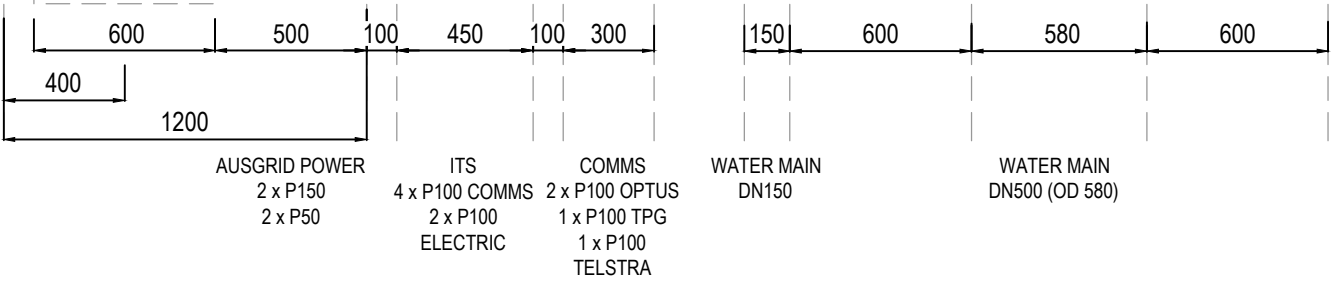 600 500 100 450 100 300 150 600 580 600
400
1200
AUSGRID POWER
2 x P150
2 x P50
ITS
4 x P100 COMMS
2 x P100
ELECTRIC
COMMS
2 x P100 OPTUS
1 x P100 TPG
1 x P100
TELSTRA
WATER MAIN
DN150
WATER MAIN
DN500 (OD 580)